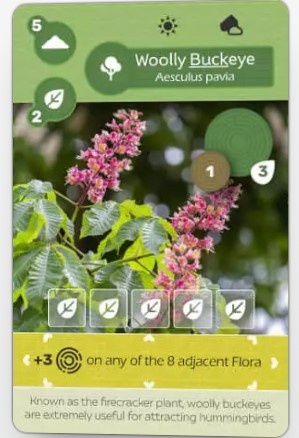 5
Woolly Buckeye
Aesculus pavia
2
1 3
+3 on any of the 8 adjacent Flora
Known as the firecracker plant, woolly buckeyes
are extremely useful for attracting hummingbirds.